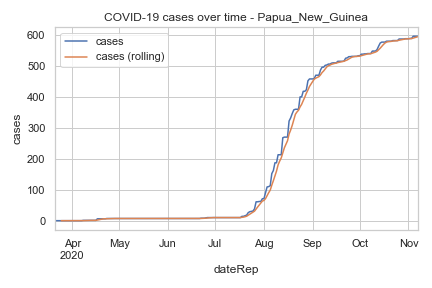 COVID-19 cases over time - Papua_New_Guinea
cases
cases (rolling)
cases
600
500
400
300
200
100
0
Apr May Jun Jul Aug Sep Oct Nov
2020
dateRep